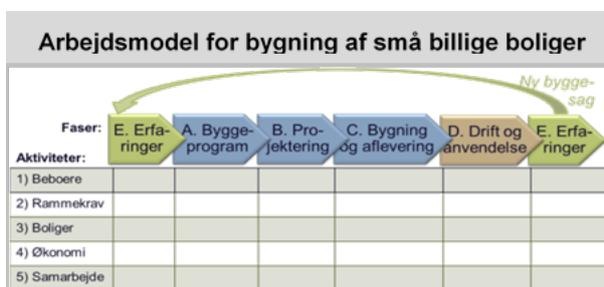 Arbejdsmodel for bygning af små billige boliger
Ny bygge-
sag
Faser:
E. Erfa-
ringer
A. Bygge-
program
B. Pro-
jektering
C. Bygning
og aflevering
D. Drift og
anvendelse
E. Erfa-
ringer
Aktiviteter:
1) Beboere
2) Rammekrav
3) Boliger
4) Økonomi
5) Samarbejde